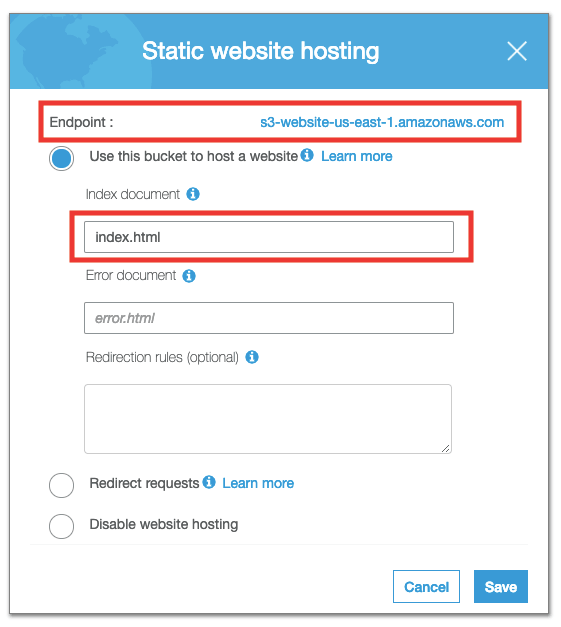 Static website hosting
Endpoint : s3-website-us-east-1.amazonaws.com
Use this bucket to host a website Learn more
Index document
index.html
Error document
error.html
Redirection rules (optional)
Redirect requests Learn more
Disable website hosting
Cancel Save